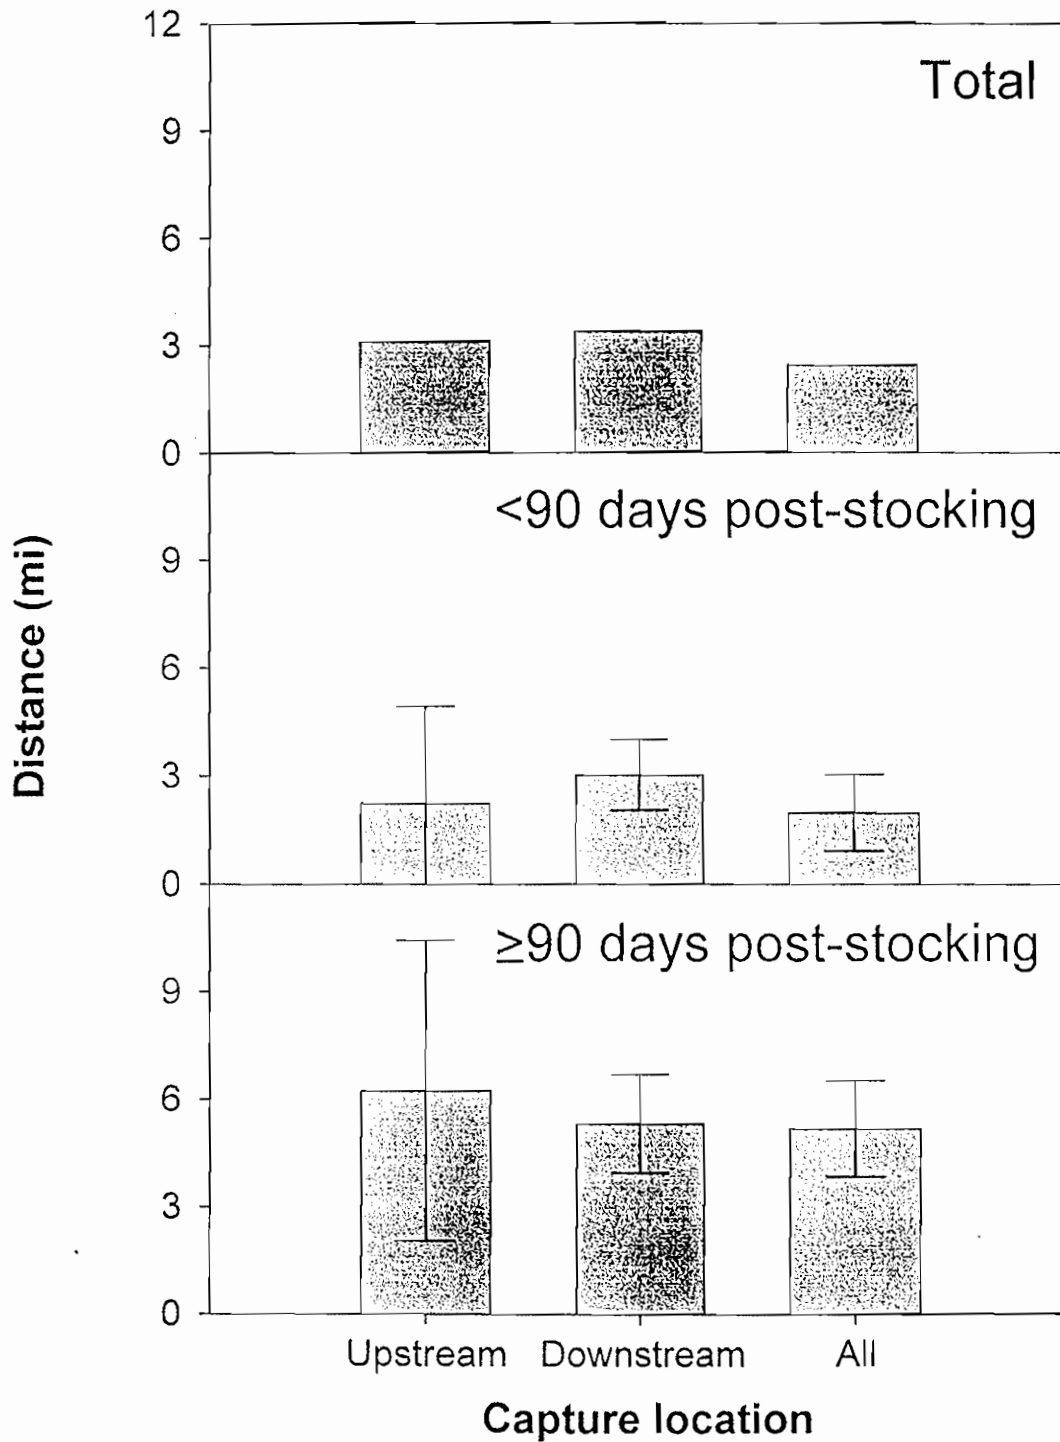 12
Total
9
6
3
0
<90 days post-stocking
9
6
3
0
≥90 days post-stocking
9
6
3
0
Distance (mi)
Upstream Downstream All
Capture location